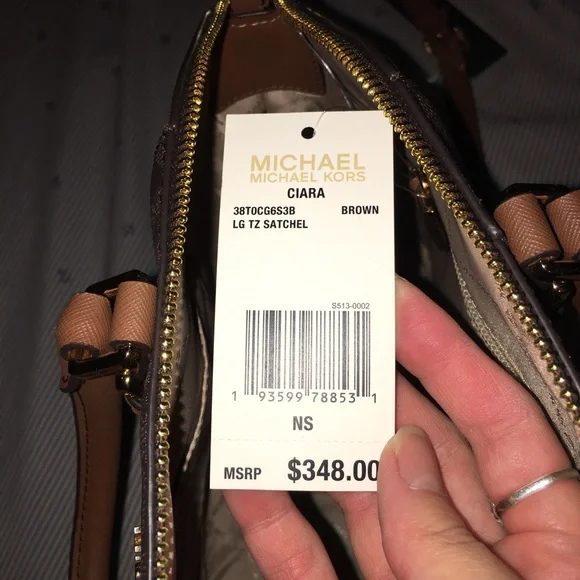 MICHAEL
MICHAEL KORS
CIARA
38T0CG6S3B BROWN
LG TZ SATCHEL
S513-0002
1 93599 78853 1
NS
MSRP $348.00